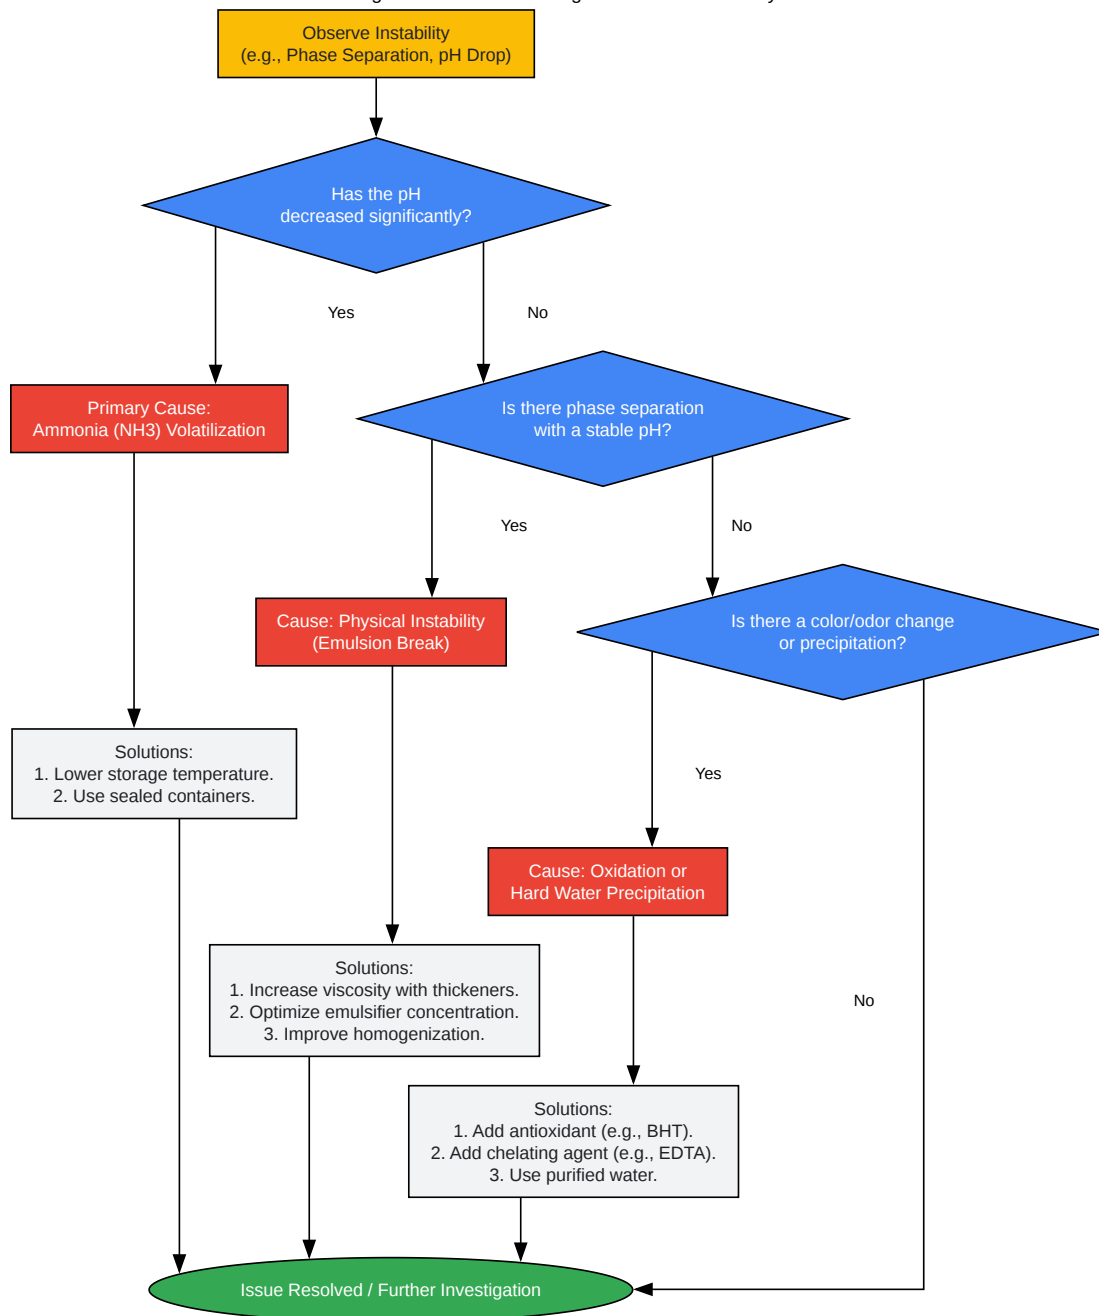 Observe Instability
(e.g., Phase Separation, pH Drop)
Has the pH
decreased significantly?
Yes
No
Primary Cause:
Ammonia (NH3) Volatilization
Is there phase separation
with a stable pH?
Yes
No
Cause: Physical Instability
(Emulsion Break)
Is there a color/odor change
or precipitation?
Solutions:
1. Lower storage temperature.
2. Use sealed containers.
Yes
Cause: Oxidation or
Hard Water Precipitation
Solutions:
1. Increase viscosity with thickeners.
2. Optimize emulsifier concentration.
3. Improve homogenization.
No
Solutions:
1. Add antioxidant (e.g., BHT).
2. Add chelating agent (e.g., EDTA).
3. Use purified water.
Issue Resolved / Further Investigation